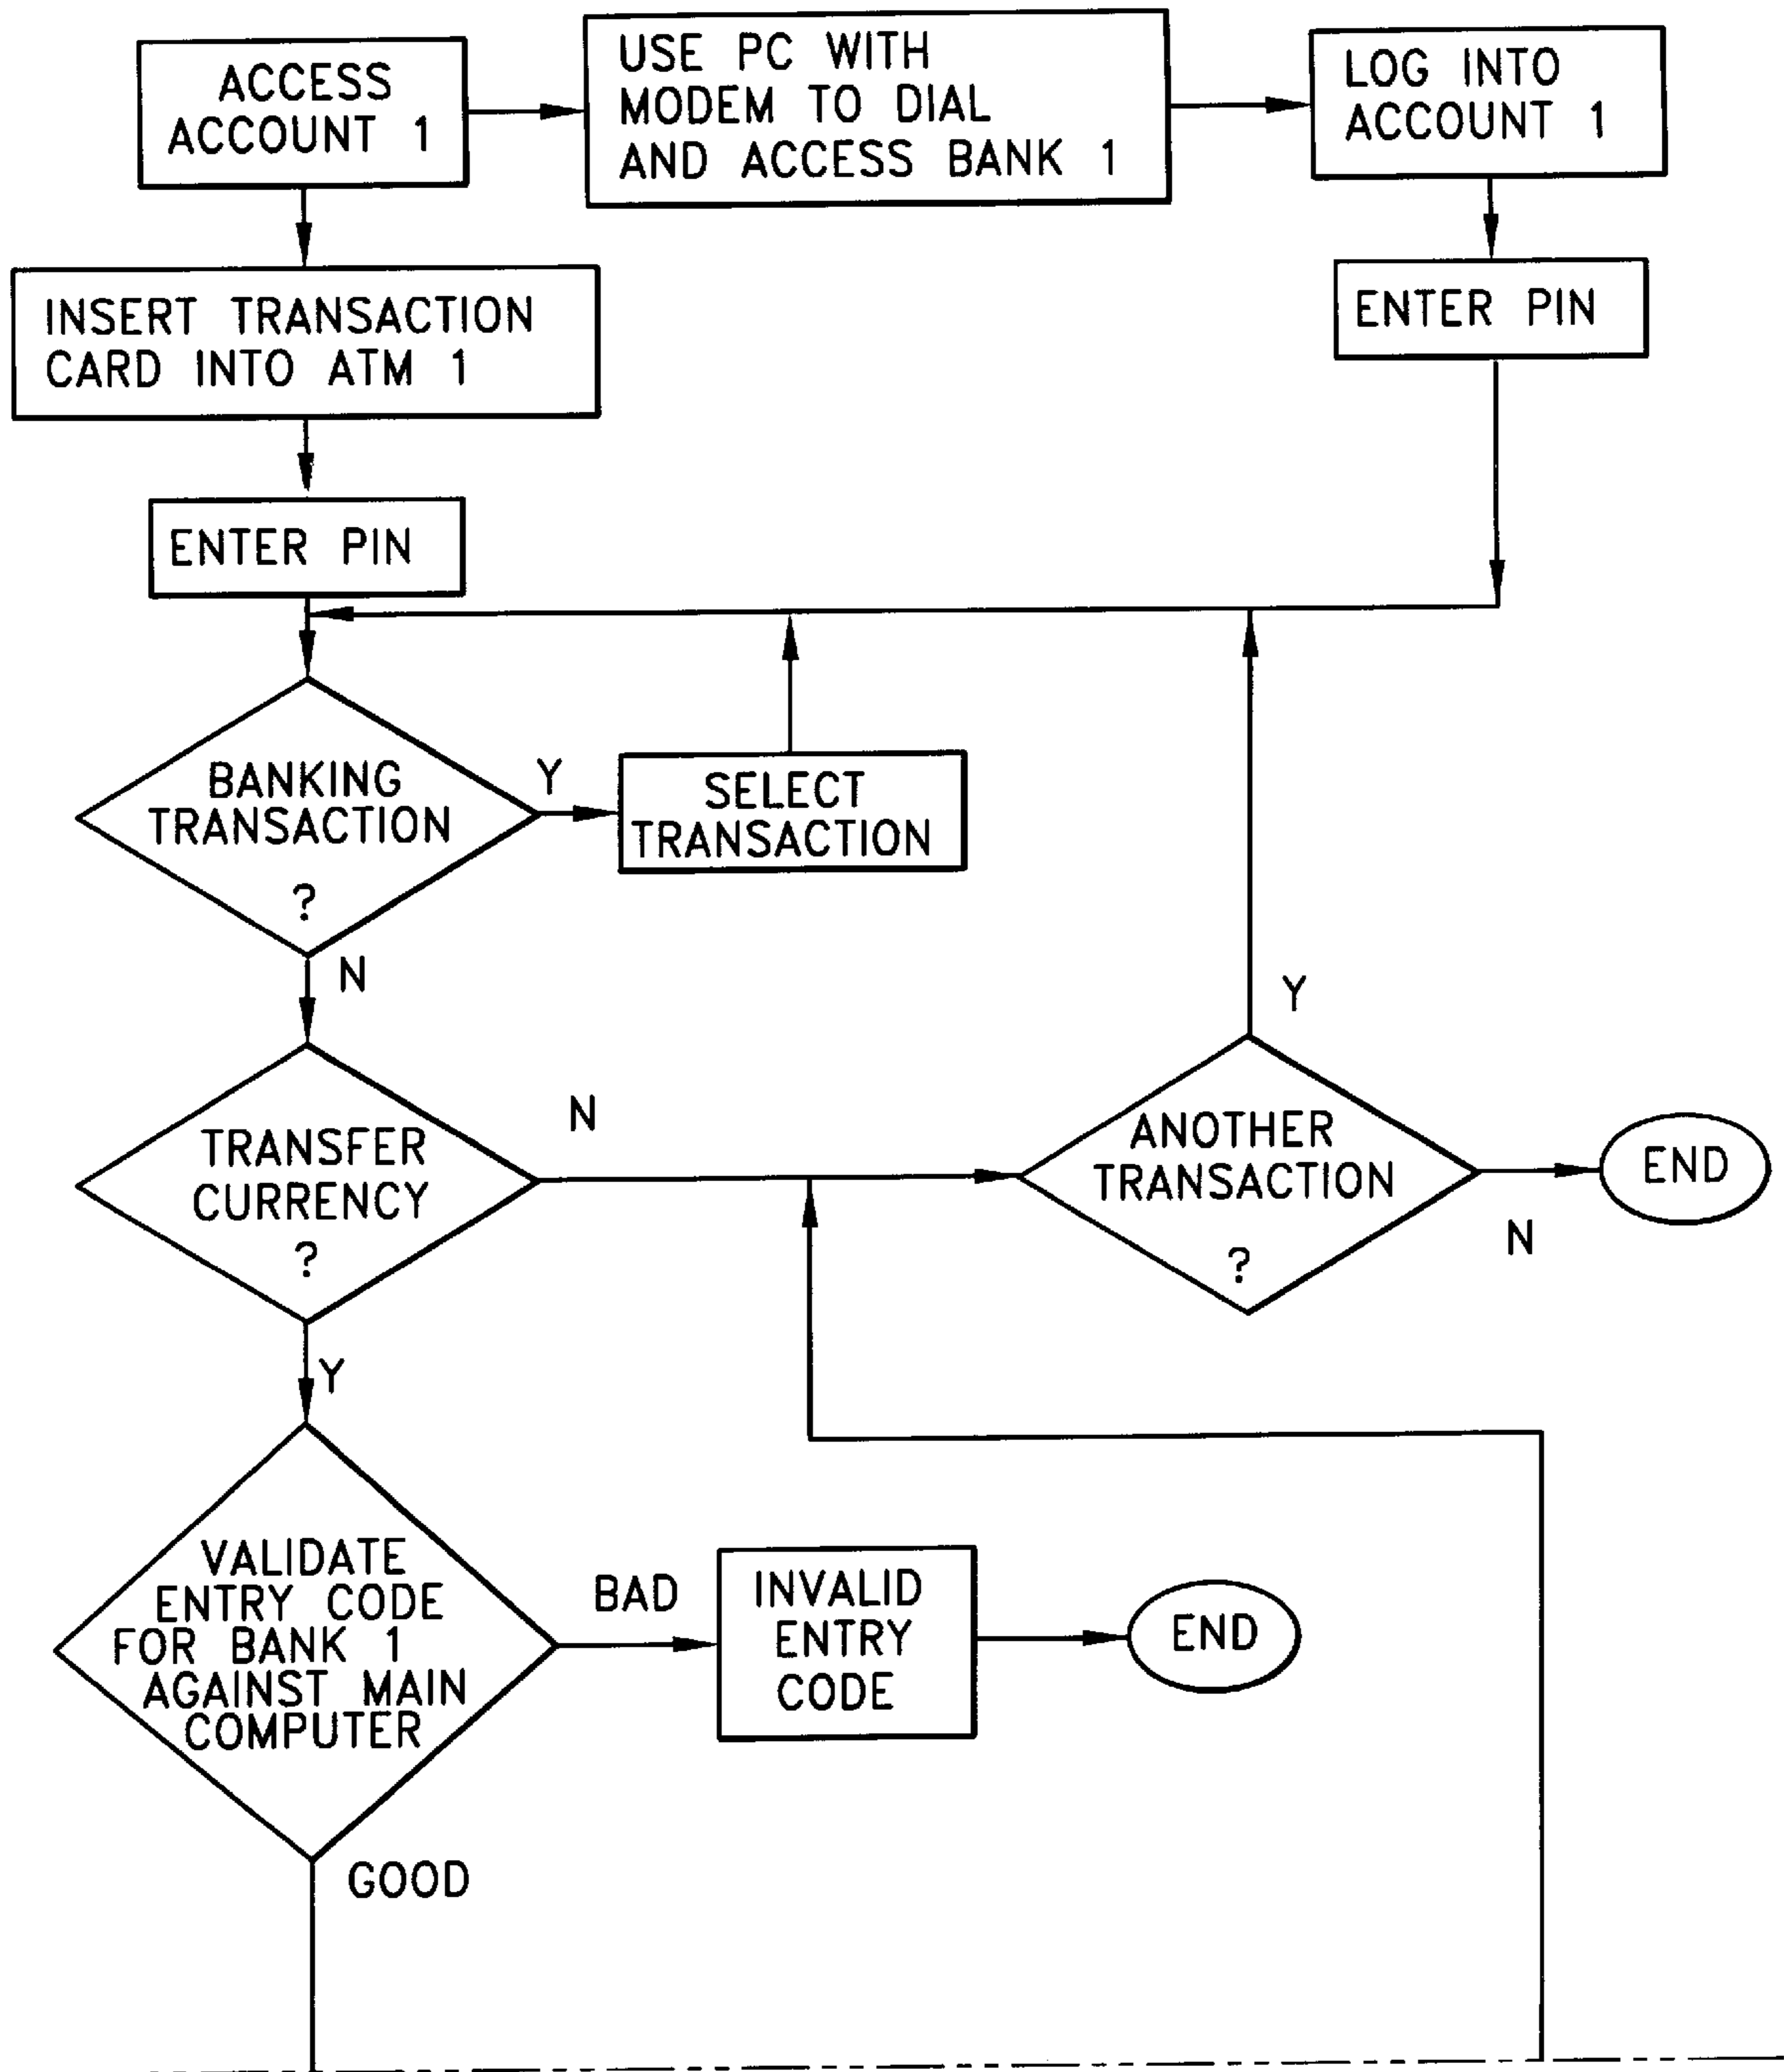 ACCESS
ACCOUNT 1
USE PC WITH
MODEM TO DIAL
AND ACCESS BANK 1
LOG INTO
ACCOUNT 1
INSERT TRANSACTION
CARD INTO ATM 1
ENTER PIN
ENTER PIN
BANKING
TRANSACTION
?
Y
SELECT
TRANSACTION
N
Y
TRANSFER
CURRENCY
?
N
ANOTHER
TRANSACTION
?
END
N
Y
VALIDATE
ENTRY CODE
FOR BANK 1
AGAINST MAIN
COMPUTER
BAD
INVALID
ENTRY
CODE
END
GOOD